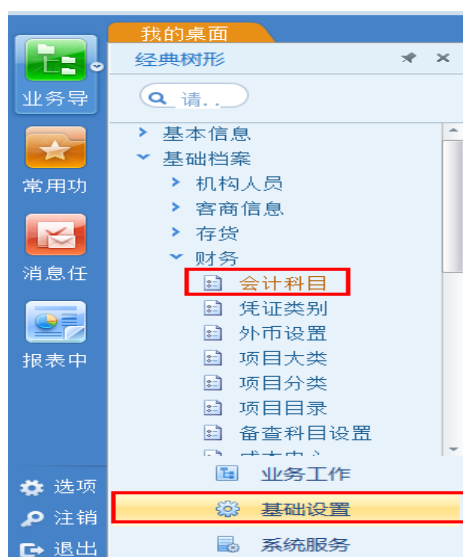 我的桌面
经典树形
业务导
请. .
基本信息
基础档案
常用功
机构人员
客商信息
存货
财务
消息任
会计科目
凭证类别
外币设置
报表中
项目大类
项目分类
项目目录
备查科目设置
成本中心
业务工作
选项
基础设置
注销
系统服务
退出